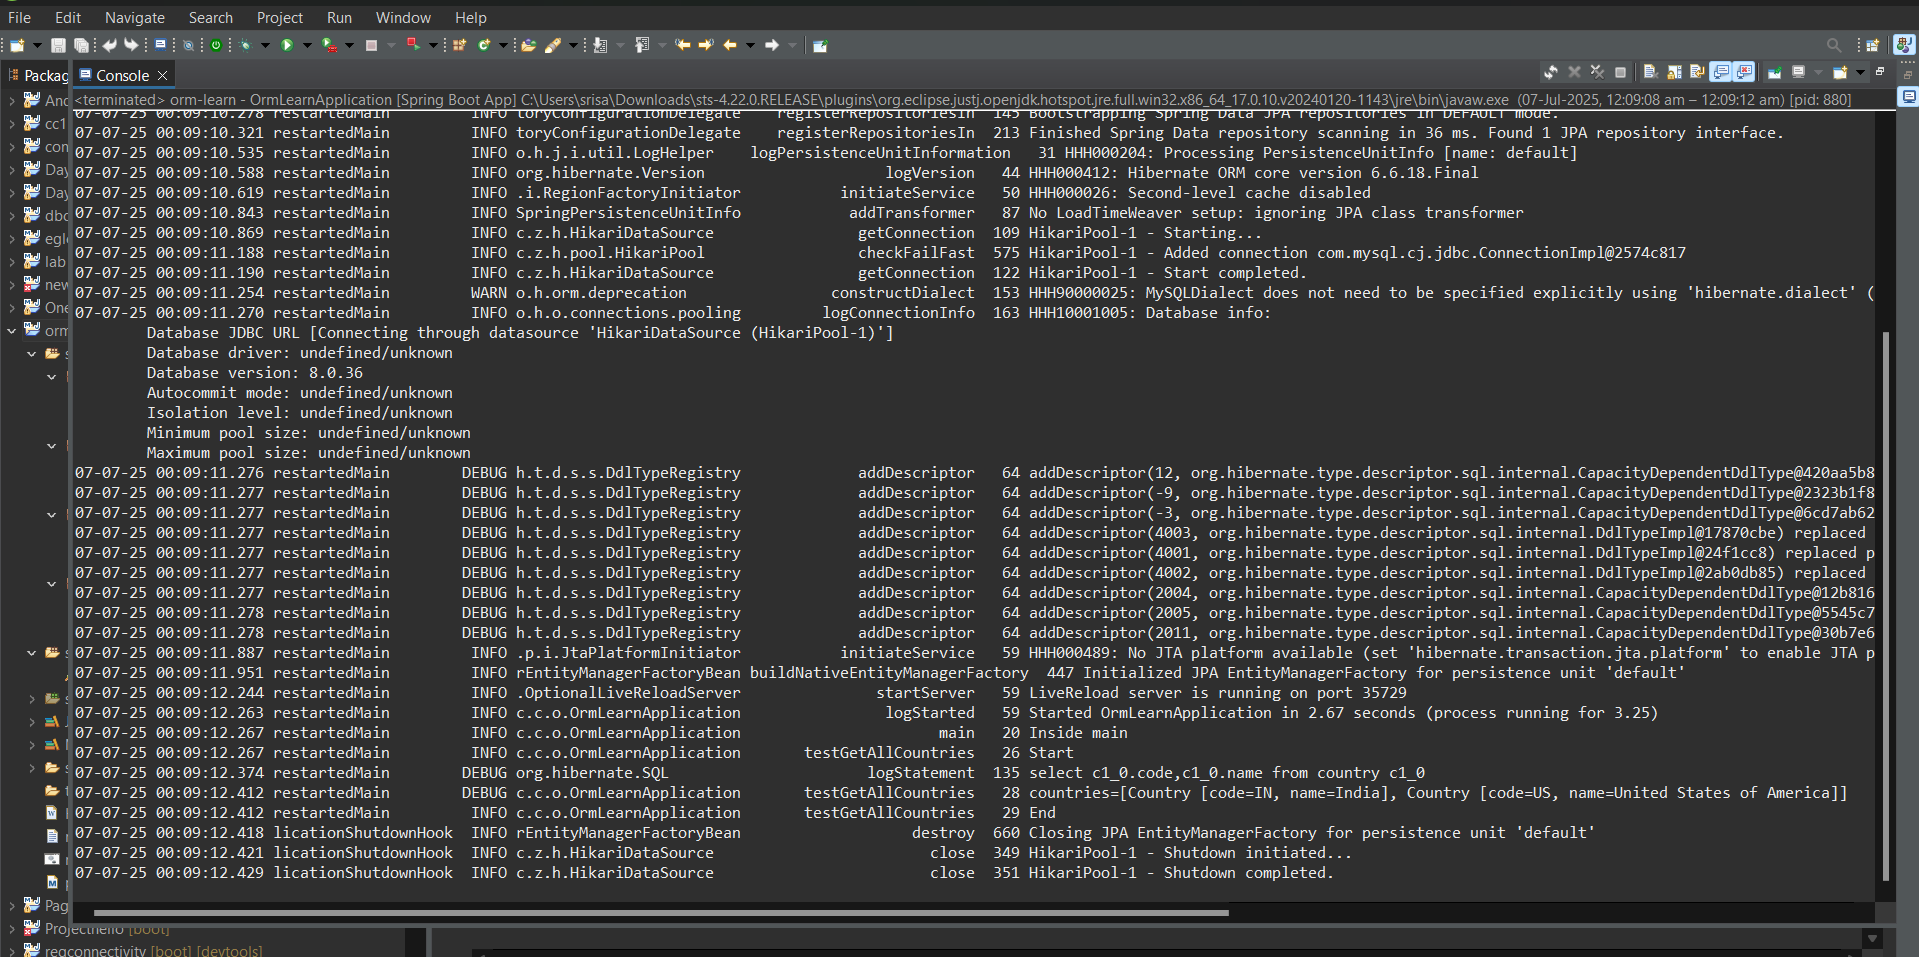 File Edit Navigate Search Project Run Window Help
Packag
Console
<terminated> orm-learn - OrmLearnApplication [Spring Boot App] C:\Users\srisa\Downloads\sts-4.22.0.RELEASE\plugins\org.eclipse.justj.openjdk.hotspot.jre.full.win32.x86_64_17.0.10.v20240120-1143\jre\bin\javaw.exe (07-Jul-2025, 12:09:08 am – 12:09:12 am) [pid: 880]
And
cc1
con
Day
Day
dbc
egl
lab
new
One
orm
Pag
Projecthello [boot]
reqconnectivity [boot] [devtools]
07-07-25 00:09:10.278 restartedMain INFO toryConfigurationDelegate registerRepositoriesIn 145 Bootstrapping Spring Data JPA repositories in DEFAULT mode.
07-07-25 00:09:10.321 restartedMain INFO toryConfigurationDelegate registerRepositoriesIn 213 Finished Spring Data repository scanning in 36 ms. Found 1 JPA repository interface.
07-07-25 00:09:10.535 restartedMain INFO o.h.j.i.util.LogHelper logPersistenceUnitInformation 31 HHH000204: Processing PersistenceUnitInfo [name: default]
07-07-25 00:09:10.588 restartedMain INFO org.hibernate.Version logVersion 44 HHH000412: Hibernate ORM core version 6.6.18.Final
07-07-25 00:09:10.619 restartedMain INFO .i.RegionFactoryInitiator initiateService 50 HHH000026: Second-level cache disabled
07-07-25 00:09:10.843 restartedMain INFO SpringPersistenceUnitInfo addTransformer 87 No LoadTimeWeaver setup: ignoring JPA class transformer
07-07-25 00:09:10.869 restartedMain INFO c.z.h.HikariDataSource getConnection 109 HikariPool-1 - Starting...
07-07-25 00:09:11.188 restartedMain INFO c.z.h.pool.HikariPool checkFailFast 575 HikariPool-1 - Added connection com.mysql.cj.jdbc.ConnectionImpl@2574c817
07-07-25 00:09:11.190 restartedMain INFO c.z.h.HikariDataSource getConnection 122 HikariPool-1 - Start completed.
07-07-25 00:09:11.254 restartedMain WARN o.h.orm.deprecation constructDialect 153 HHH90000025: MySQLDialect does not need to be specified explicitly using 'hibernate.dialect' (
07-07-25 00:09:11.270 restartedMain INFO o.h.o.connections.pooling logConnectionInfo 163 HHH10001005: Database info:
Database JDBC URL [Connecting through datasource 'HikariDataSource (HikariPool-1)']
Database driver: undefined/unknown
Database version: 8.0.36
Autocommit mode: undefined/unknown
Isolation level: undefined/unknown
Minimum pool size: undefined/unknown
Maximum pool size: undefined/unknown
07-07-25 00:09:11.276 restartedMain DEBUG h.t.d.s.s.DdlTypeRegistry addDescriptor 64 addDescriptor(12, org.hibernate.type.descriptor.sql.internal.CapacityDependentDdlType@420aa5b8
07-07-25 00:09:11.277 restartedMain DEBUG h.t.d.s.s.DdlTypeRegistry addDescriptor 64 addDescriptor(-9, org.hibernate.type.descriptor.sql.internal.CapacityDependentDdlType@2323b1f8
07-07-25 00:09:11.277 restartedMain DEBUG h.t.d.s.s.DdlTypeRegistry addDescriptor 64 addDescriptor(-3, org.hibernate.type.descriptor.sql.internal.CapacityDependentDdlType@6cd7ab62
07-07-25 00:09:11.277 restartedMain DEBUG h.t.d.s.s.DdlTypeRegistry addDescriptor 64 addDescriptor(4003, org.hibernate.type.descriptor.sql.internal.DdlTypeImpl@17870cbe) replaced
07-07-25 00:09:11.277 restartedMain DEBUG h.t.d.s.s.DdlTypeRegistry addDescriptor 64 addDescriptor(4001, org.hibernate.type.descriptor.sql.internal.DdlTypeImpl@24f1cc8) replaced p
07-07-25 00:09:11.277 restartedMain DEBUG h.t.d.s.s.DdlTypeRegistry addDescriptor 64 addDescriptor(4002, org.hibernate.type.descriptor.sql.internal.DdlTypeImpl@2ab0db85) replaced
07-07-25 00:09:11.277 restartedMain DEBUG h.t.d.s.s.DdlTypeRegistry addDescriptor 64 addDescriptor(2004, org.hibernate.type.descriptor.sql.internal.CapacityDependentDdlType@12b816
07-07-25 00:09:11.278 restartedMain DEBUG h.t.d.s.s.DdlTypeRegistry addDescriptor 64 addDescriptor(2005, org.hibernate.type.descriptor.sql.internal.CapacityDependentDdlType@5545c7
07-07-25 00:09:11.278 restartedMain DEBUG h.t.d.s.s.DdlTypeRegistry addDescriptor 64 addDescriptor(2011, org.hibernate.type.descriptor.sql.internal.CapacityDependentDdlType@30b7e6
07-07-25 00:09:11.887 restartedMain INFO .p.i.JtaPlatformInitiator initiateService 59 HHH000489: No JTA platform available (set 'hibernate.transaction.jta.platform' to enable JTA p
07-07-25 00:09:11.951 restartedMain INFO rEntityManagerFactoryBean buildNativeEntityManagerFactory 447 Initialized JPA EntityManagerFactory for persistence unit 'default'
07-07-25 00:09:12.244 restartedMain INFO .OptionalLiveReloadServer startServer 59 LiveReload server is running on port 35729
07-07-25 00:09:12.263 restartedMain INFO c.c.o.OrmLearnApplication logStarted 59 Started OrmLearnApplication in 2.67 seconds (process running for 3.25)
07-07-25 00:09:12.267 restartedMain INFO c.c.o.OrmLearnApplication main 20 Inside main
07-07-25 00:09:12.267 restartedMain INFO c.c.o.OrmLearnApplication testGetAllCountries 26 Start
07-07-25 00:09:12.374 restartedMain DEBUG org.hibernate.SQL logStatement 135 select c1_0.code,c1_0.name from country c1_0
07-07-25 00:09:12.412 restartedMain DEBUG c.c.o.OrmLearnApplication testGetAllCountries 28 countries=[Country [code=IN, name=India], Country [code=US, name=United States of America]]
07-07-25 00:09:12.412 restartedMain INFO c.c.o.OrmLearnApplication testGetAllCountries 29 End
07-07-25 00:09:12.418 licationShutdownHook INFO rEntityManagerFactoryBean destroy 660 Closing JPA EntityManagerFactory for persistence unit 'default'
07-07-25 00:09:12.421 licationShutdownHook INFO c.z.h.HikariDataSource close 349 HikariPool-1 - Shutdown initiated...
07-07-25 00:09:12.429 licationShutdownHook INFO c.z.h.HikariDataSource close 351 HikariPool-1 - Shutdown completed.